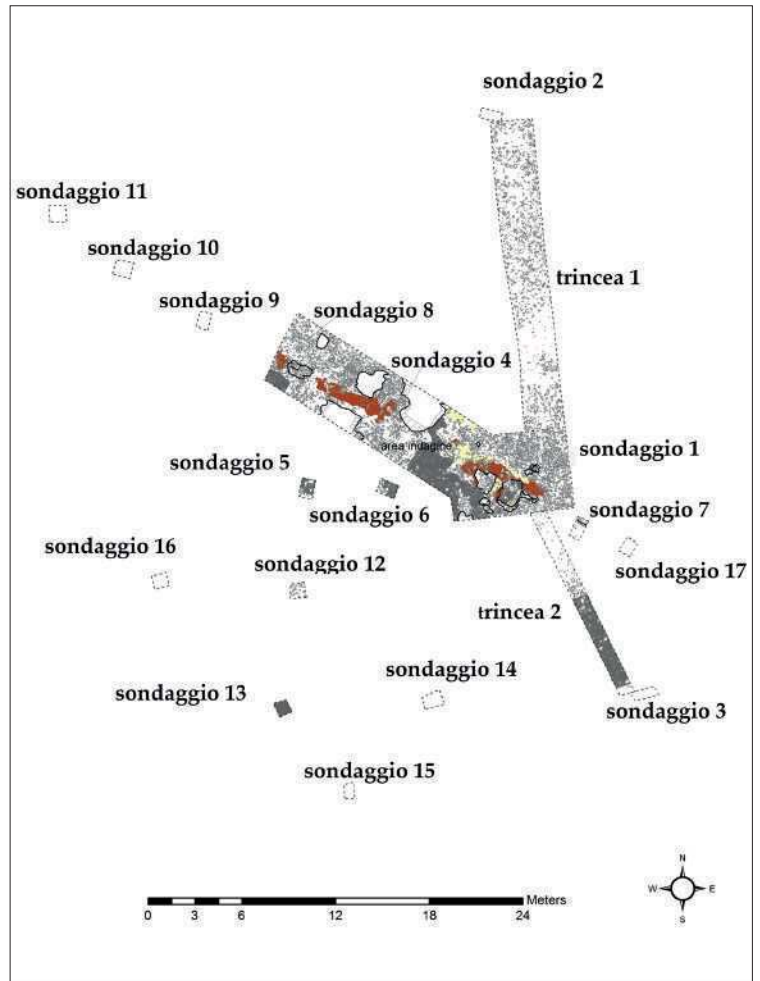 sondaggio 2
sondaggio 11
sondaggio 10
trincea 1
sondaggio 9
sondaggio 8
sondaggio 4
area indagine
sondaggio 1
sondaggio 5
sondaggio 6
sondaggio 7
sondaggio 16
sondaggio 12
sondaggio 17
trincea 2
sondaggio 14
sondaggio 13
sondaggio 3
sondaggio 15
N
W E
S
Meters
0 3 6 12 18 24